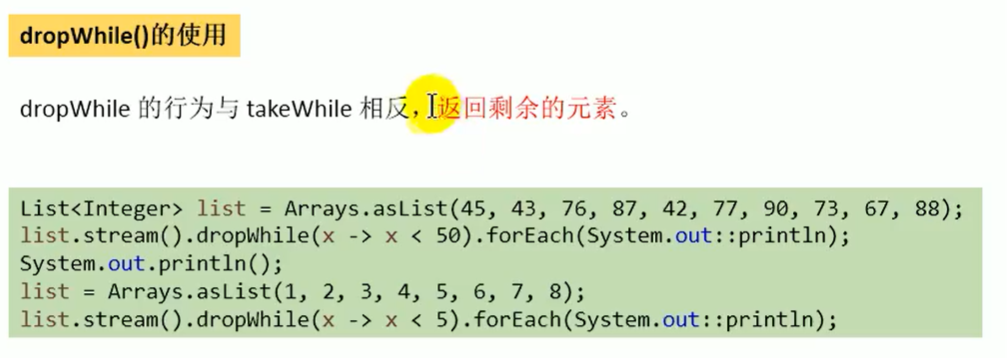 dropWhile()的使用
dropWhile 的行为与 takeWhile 相反，返回剩余的元素。
List<Integer> list = Arrays.asList(45, 43, 76, 87, 42, 77, 90, 73, 67, 88);
list.stream().dropWhile(x -> x < 50).forEach(System.out::println);
System.out.println();
list = Arrays.asList(1, 2, 3, 4, 5, 6, 7, 8);
list.stream().dropWhile(x -> x < 5).forEach(System.out::println);